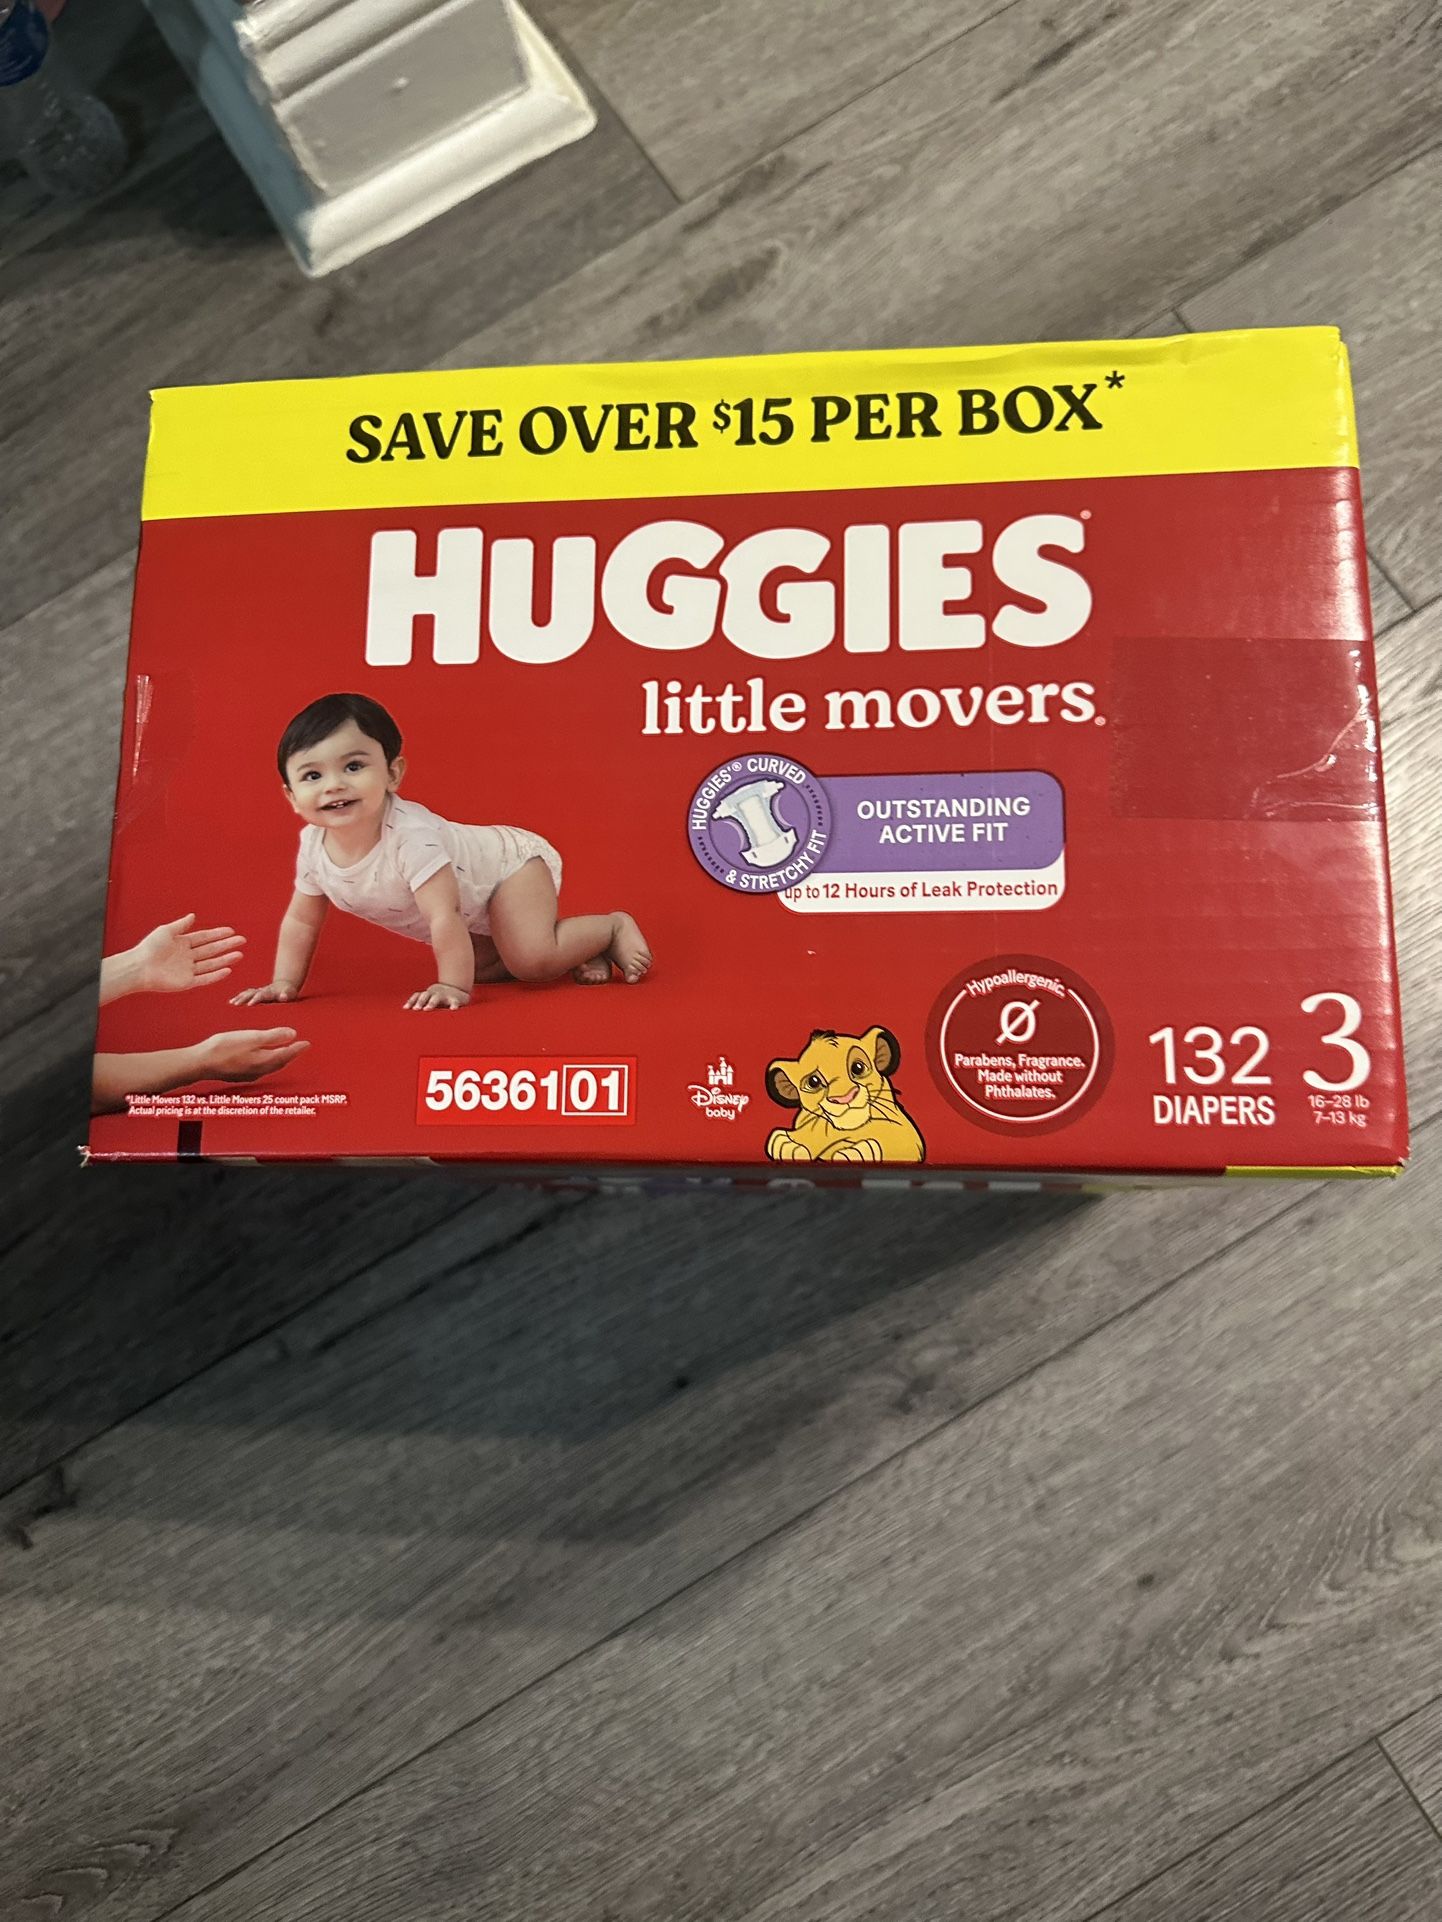 SAVE OVER $15 PER BOX*
HUGGIES®
little movers®
HUGGIES'® CURVED
& STRETCHY FIT
OUTSTANDING
ACTIVE FIT
up to 12 Hours of Leak Protection
Hypoallergenic.
Parabens, Fragrance.
Made without
Phthalates.
132
DIAPERS
3
16-28 lb
7-13 kg
5636101
Disney
baby
*Little Movers 132 vs. Little Movers 25 count pack MSRP.
Actual pricing is at the discretion of the retailer.